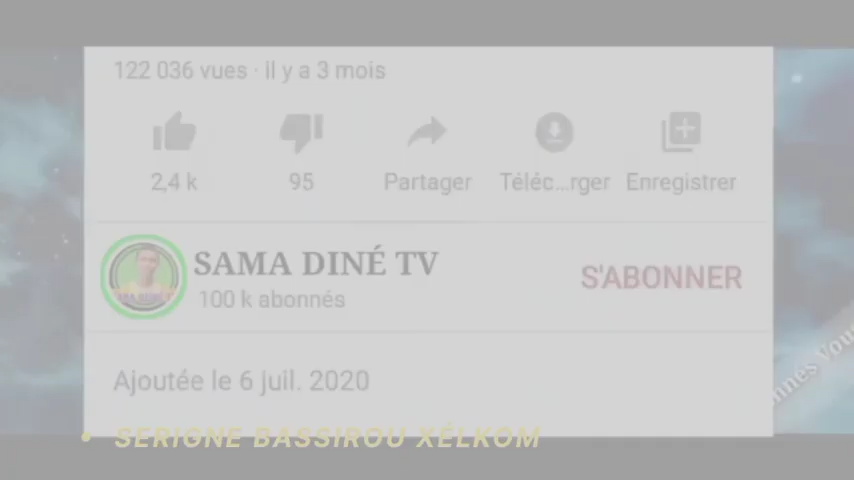 122 036 vues · il y a 3 mois
2,4 k
95
Partager
Téléc...rger
Enregistrer
SAMA DINÉ TV
S'ABONNER
100 k abonnés
Ajoutée le 6 juil. 2020
• SERIGNE BASSIROU XÉLKOM